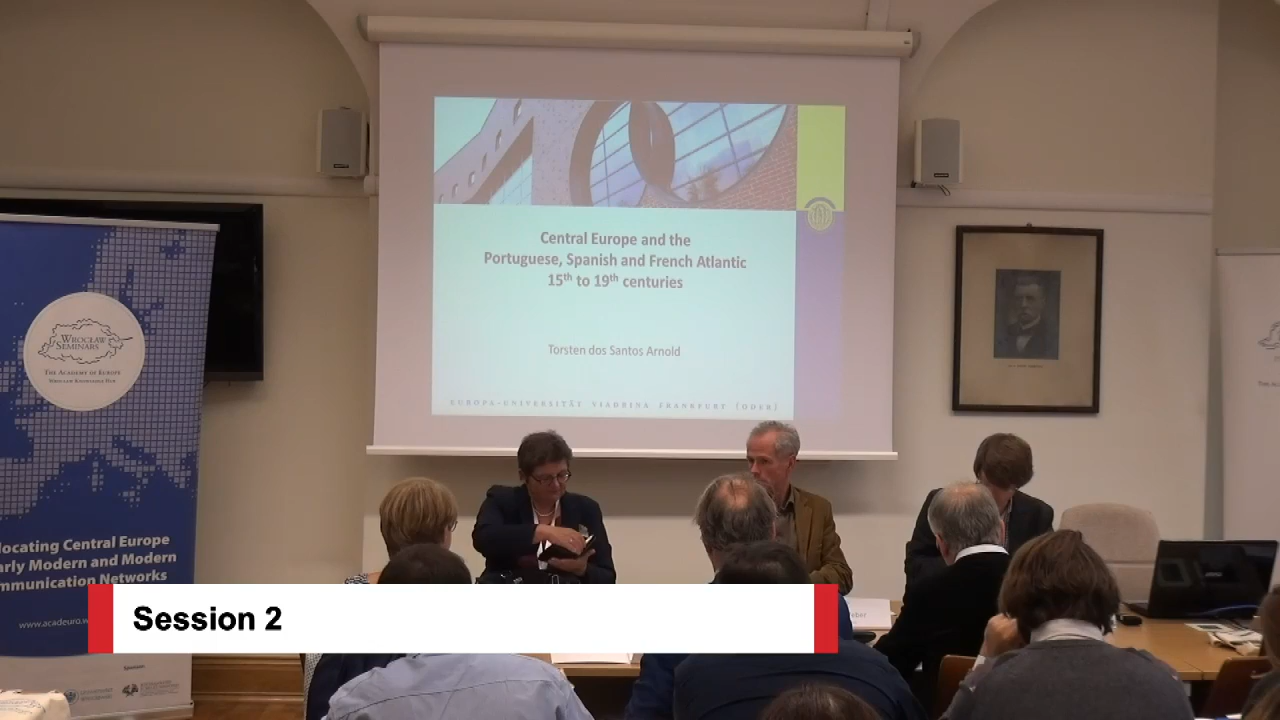 Central Europe and the
Portuguese, Spanish and French Atlantic
15th to 19th centuries
Torsten dos Santos Arnold
EUROPA-UNIVERSITÄT VIADRINA FRANKFURT (ODER)
WROCŁAW
SEMINARS
THE ACADEMY OF EUROPE
WROCŁAW KNOWLEDGE HUB
locating Central Europe
arly Modern and Modern
mmunication Networks
www.acadeuro.w
Session 2